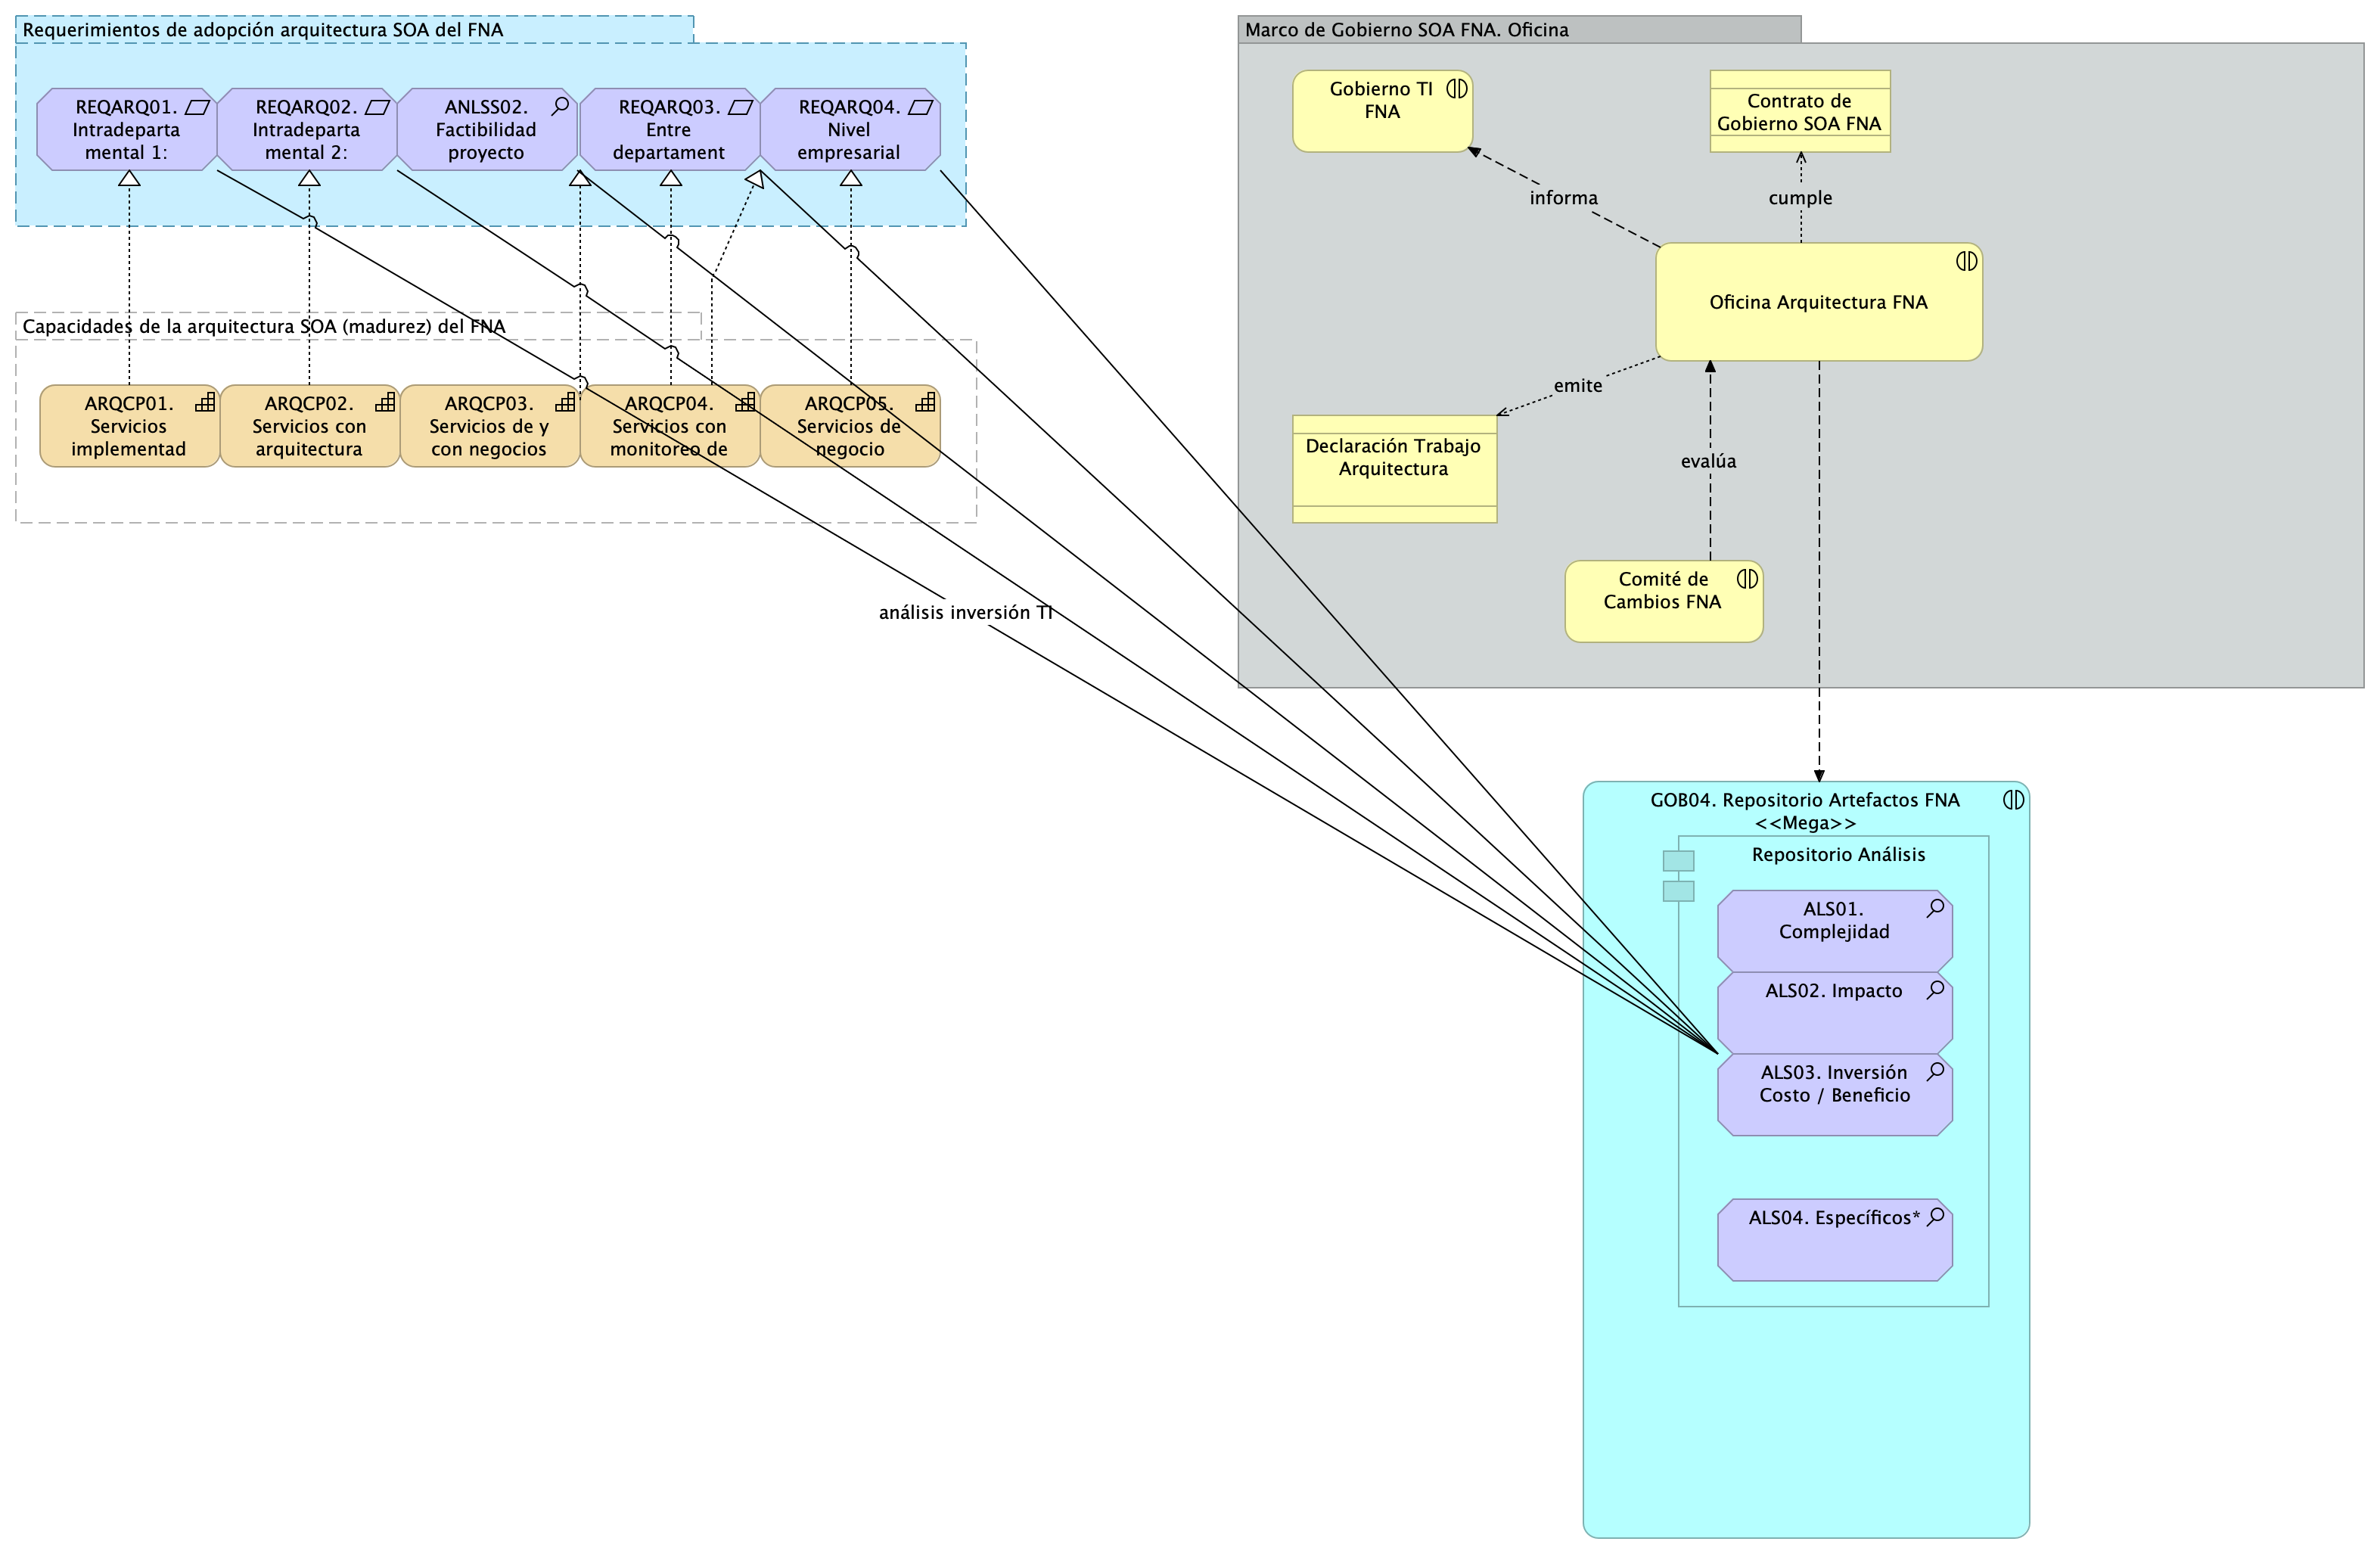 Requerimientos de adopción arquitectura SOA del FNA
REQARQ01.
Intradeparta
mental 1:
REQARQ02.
Intradeparta
mental 2:
ANLSS02.
Factibilidad
proyecto
REQARQ03.
Entre
departament
REQARQ04.
Nivel
empresarial
Capacidades de la arquitectura SOA (madurez) del FNA
ARQCP01.
Servicios
implementad
ARQCP02.
Servicios con
arquitectura
ARQCP03.
Servicios de y
con negocios
ARQCP04.
Servicios con
monitoreo de
ARQCP05.
Servicios de
negocio
análisis inversión TI
Marco de Gobierno SOA FNA. Oficina
Gobierno TI
FNA
Contrato de
Gobierno SOA FNA
informa
cumple
Oficina Arquitectura FNA
emite
Declaración Trabajo
Arquitectura
evalúa
Comité de
Cambios FNA
GOB04. Repositorio Artefactos FNA
<<Mega>>
Repositorio Análisis
ALS01.
Complejidad
ALS02. Impacto
ALS03. Inversión
Costo / Beneficio
ALS04. Específicos*